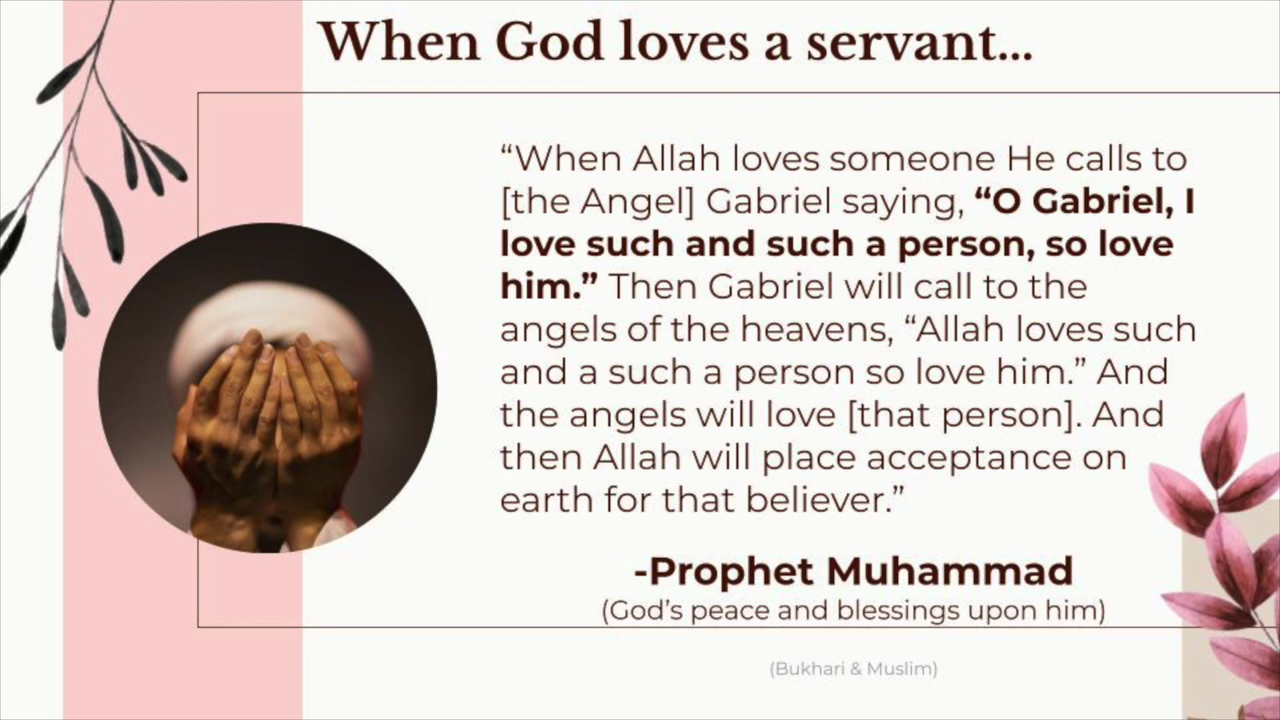 When God loves a servant...
“When Allah loves someone He calls to
[the Angel] Gabriel saying, “O Gabriel, I
love such and such a person, so love
him.” Then Gabriel will call to the
angels of the heavens, “Allah loves such
and a such a person so love him.” And
the angels will love [that person]. And
then Allah will place acceptance on
earth for that believer.”
-Prophet Muhammad
(God’s peace and blessings upon him)
(Bukhari & Muslim)